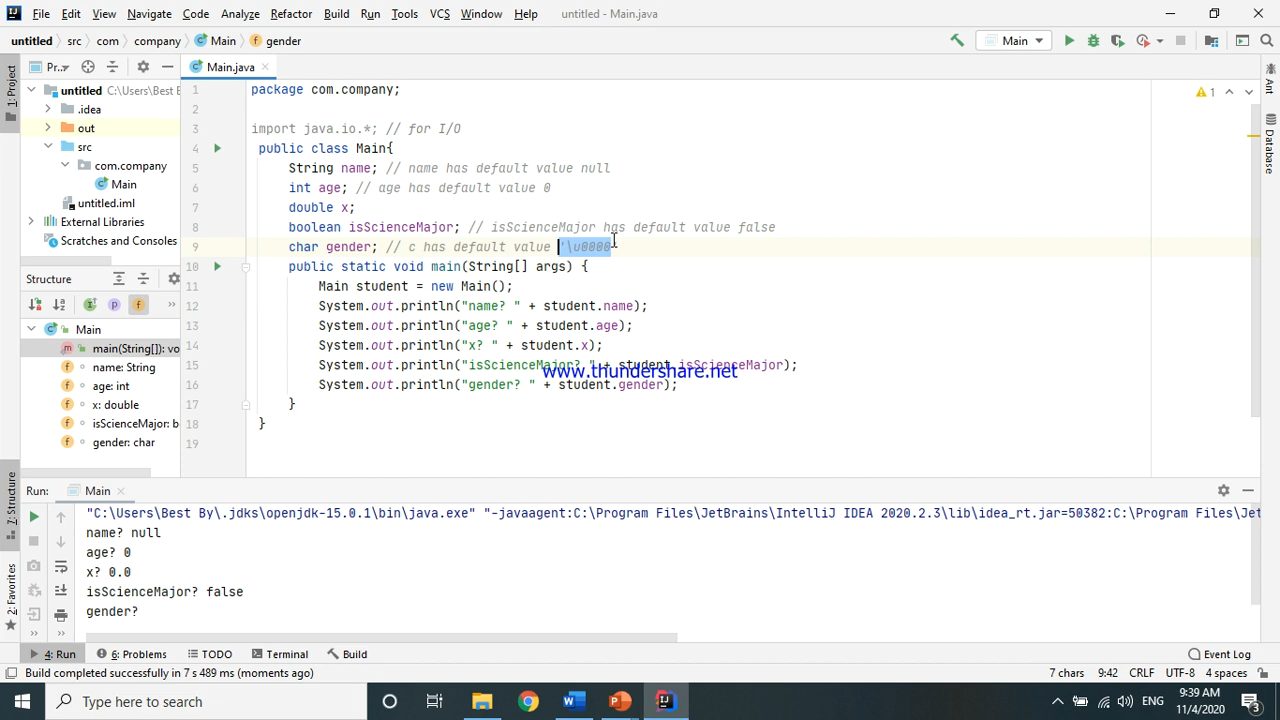 File Edit View Navigate Code Analyze Refactor Build Run Tools VCS Window Help untitled - Main.java
untitled src com company Main gender Main
1: Project
Pr... Main.java
untitled C:\Users\Best B
.idea
out
src
com.company
Main
untitled.iml
External Libraries
Scratches and Consoles
1 package com.company;
2
3 import java.io.*; // for I/O
4 public class Main{
5 String name; // name has default value null
6 int age; // age has default value 0
7 double x;
8 boolean isScienceMajor; // isScienceMajor has default value false
9 char gender; // c has default value '\u0000
10 public static void main(String[] args) {
11 Main student = new Main();
12 System.out.println("name? " + student.name);
13 System.out.println("age? " + student.age);
14 System.out.println("x? " + student.x);
15 System.out.println("isScienceMajor? " + student.isScienceMajor);
16 System.out.println("gender? " + student.gender);
17 }
18 }
19
1
Ant
Database
www.thundershare.net
Structure
Main
main(String[]): vo
name: String
age: int
x: double
isScienceMajor: b
gender: char
7: Structure
2: Favorites
Run: Main
"C:\Users\Best By\.jdks\openjdk-15.0.1\bin\java.exe" "-javaagent:C:\Program Files\JetBrains\IntelliJ IDEA 2020.2.3\lib\idea_rt.jar=50382:C:\Program Files\Jet
name? null
age? 0
x? 0.0
isScienceMajor? false
gender?
4: Run 6: Problems TODO Terminal Build Event Log
Build completed successfully in 7 s 489 ms (moments ago) 7 chars 9:42 CRLF UTF-8 4 spaces
Type here to search ENG 9:39 AM
11/4/2020 3